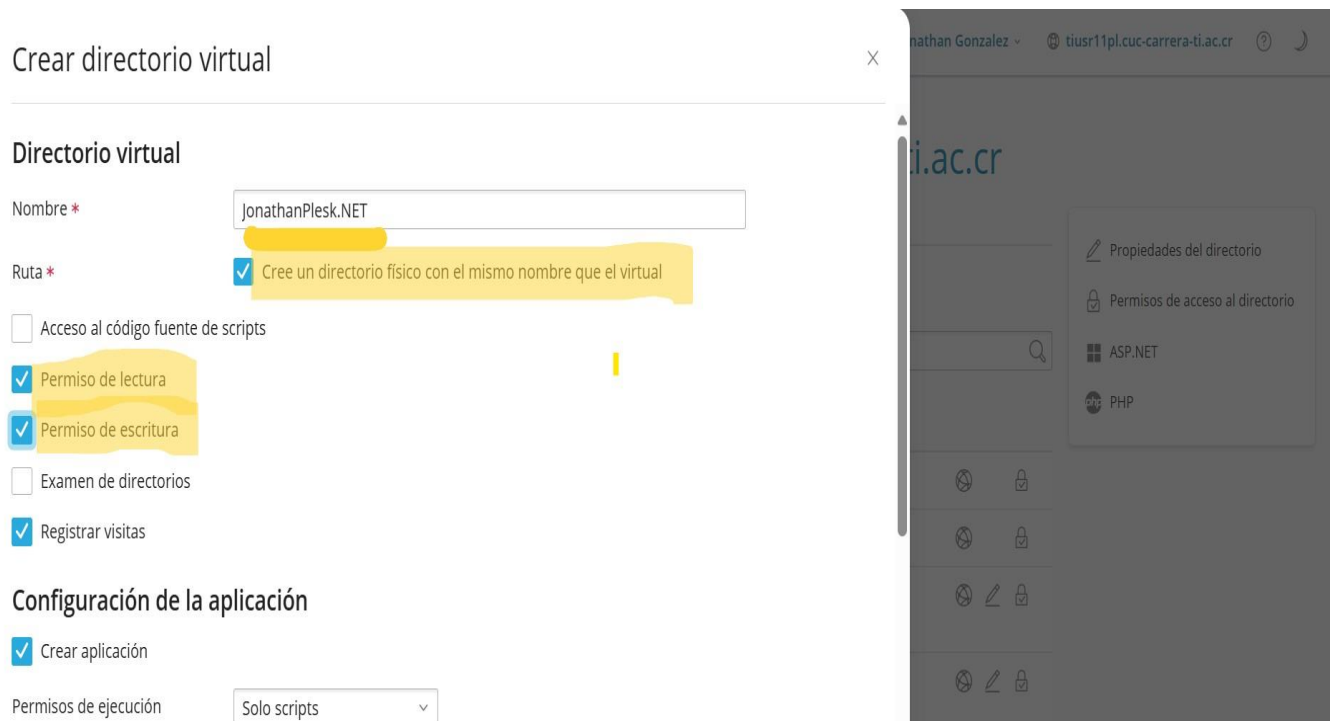 Crear directorio virtual
X
nathan Gonzalez
tiusr11pl.cuc-carrera-ti.ac.cr
?
ti.ac.cr
Directorio virtual
Nombre *
JonathanPlesk.NET
Ruta *
Cree un directorio físico con el mismo nombre que el virtual
Acceso al código fuente de scripts
Permiso de lectura
Permiso de escritura
Examen de directorios
Registrar visitas
Configuración de la aplicación
Crear aplicación
Permisos de ejecución
Solo scripts
Propiedades del directorio
Permisos de acceso al directorio
ASP.NET
php PHP